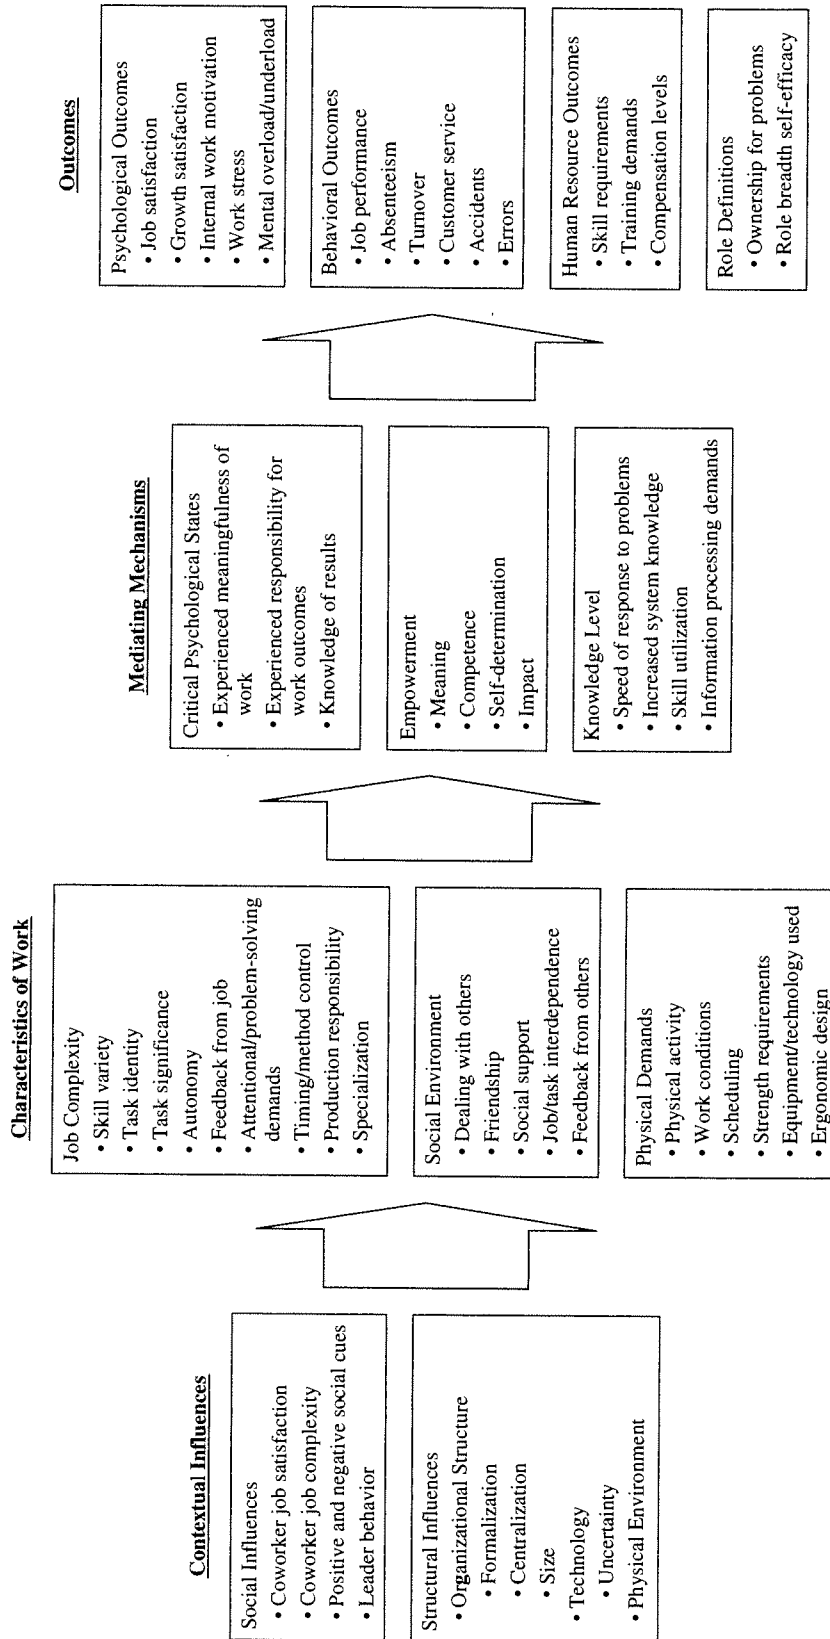 Contextual Influences
Social Influences
• Coworker job satisfaction
• Coworker job complexity
• Positive and negative social cues
• Leader behavior
Structural Influences
• Organizational Structure
• Formalization
• Centralization
• Size
• Technology
• Uncertainty
• Physical Environment
Characteristics of Work
Job Complexity
• Skill variety
• Task identity
• Task significance
• Autonomy
• Feedback from job
• Attentional/problem-solving
demands
• Timing/method control
• Production responsibility
• Specialization
Social Environment
• Dealing with others
• Friendship
• Social support
• Job/task interdependence
• Feedback from others
Physical Demands
• Physical activity
• Work conditions
• Scheduling
• Strength requirements
• Equipment/technology used
• Ergonomic design
Mediating Mechanisms
Critical Psychological States
• Experienced meaningfulness of
work
• Experienced responsibility for
work outcomes
• Knowledge of results
Empowerment
• Meaning
• Competence
• Self-determination
• Impact
Knowledge Level
• Speed of response to problems
• Increased system knowledge
• Skill utilization
• Information processing demands
Outcomes
Psychological Outcomes
• Job satisfaction
• Growth satisfaction
• Internal work motivation
• Work stress
• Mental overload/underload
Behavioral Outcomes
• Job performance
• Absenteeism
• Turnover
• Customer service
• Accidents
• Errors
Human Resource Outcomes
• Skill requirements
• Training demands
• Compensation levels
Role Definitions
• Ownership for problems
• Role breadth self-efficacy